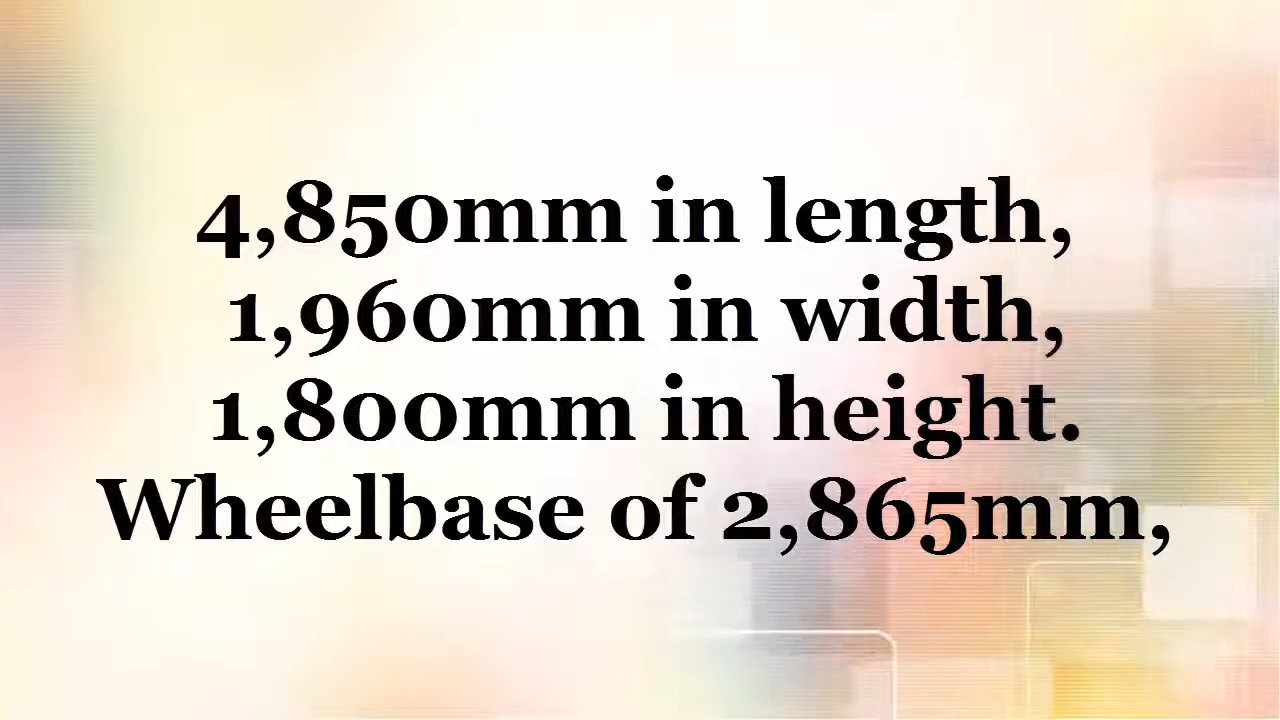 4,850mm in length,
1,960mm in width,
1,800mm in height.
Wheelbase of 2,865mm,